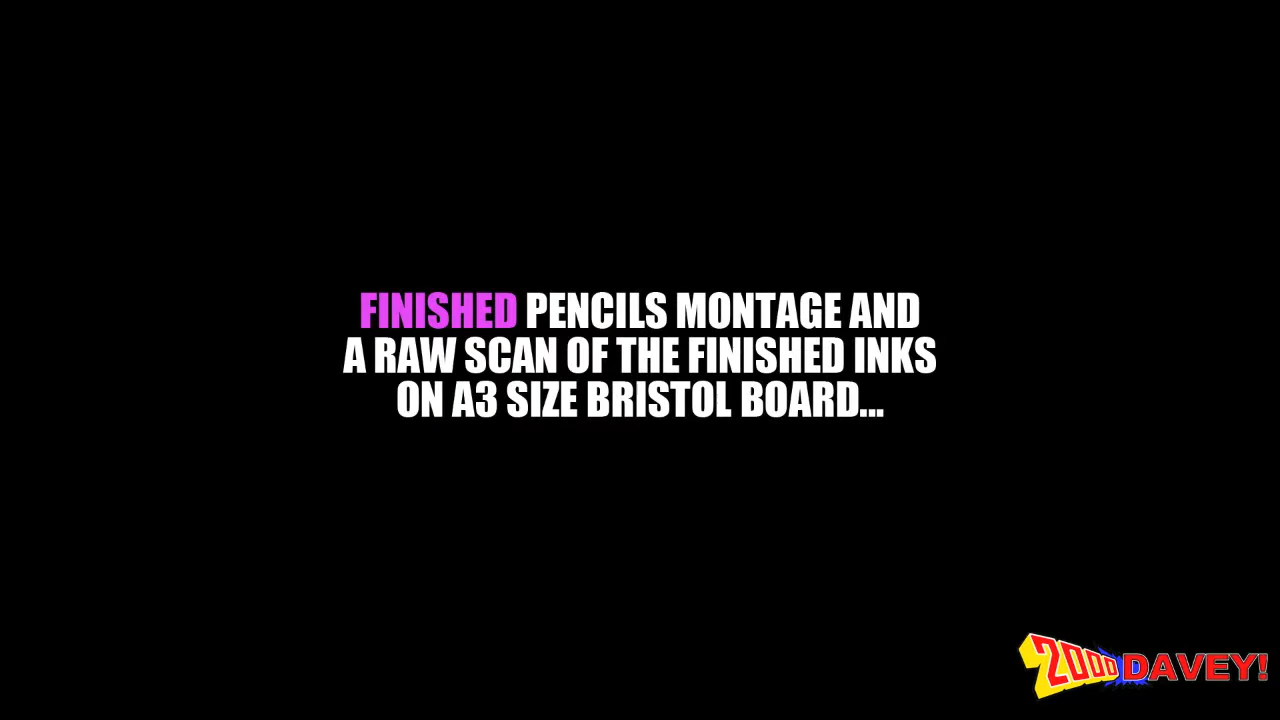 FINISHED PENCILS MONTAGE AND
A RAW SCAN OF THE FINISHED INKS
ON A3 SIZE BRISTOL BOARD...
2000 DAVEY!